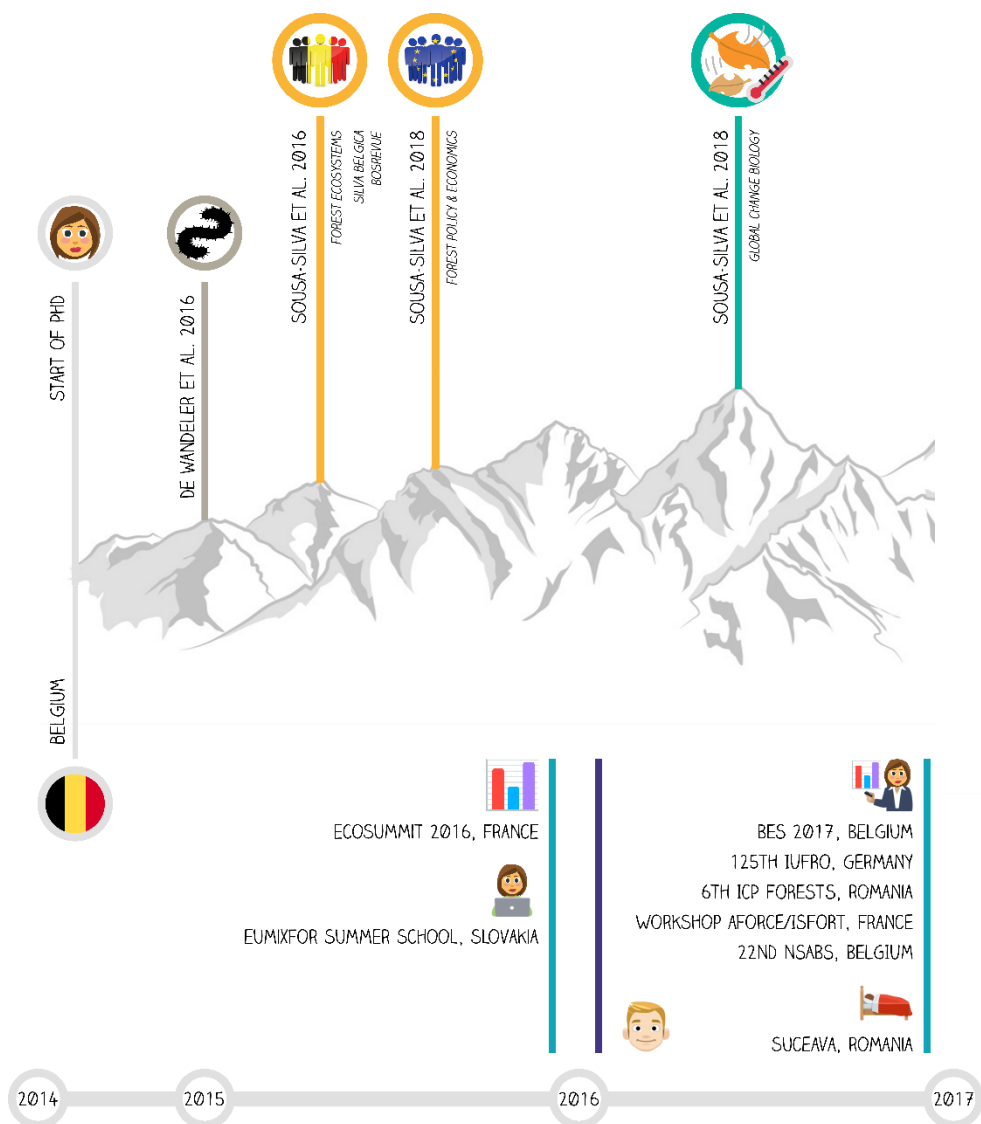 START OF PHD
BELGIUM
DE WANDELER ET AL. 2016
SOUSA-SILVA ET AL. 2016
FOREST ECOSYSTEMS
SILVA BELGICA
BOSREVUE
SOUSA-SILVA ET AL. 2018
FOREST POLICY & ECONOMICS
SOUSA-SILVA ET AL. 2018
GLOBAL CHANGE BIOLOGY
ECOSUMMIT 2016, FRANCE
EUMIXFOR SUMMER SCHOOL, SLOVAKIA
BES 2017, BELGIUM
125TH IUFRO, GERMANY
6TH ICP FORESTS, ROMANIA
WORKSHOP AFORCE/ISFORT, FRANCE
22ND NSABS, BELGIUM
SUCEAVA, ROMANIA
2014
2015
2016
2017